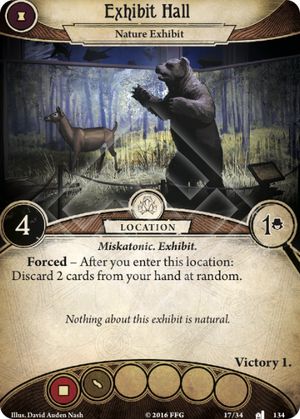 Exhibit Hall
Nature Exhibit
4
LOCATION
1
Miskatonic. Exhibit.
Forced – After you enter this location:
Discard 2 cards from your hand at random.
Nothing about this exhibit is natural.
Victory 1.
Illus. David Auden Nash
© 2016 FFG
17/34
134